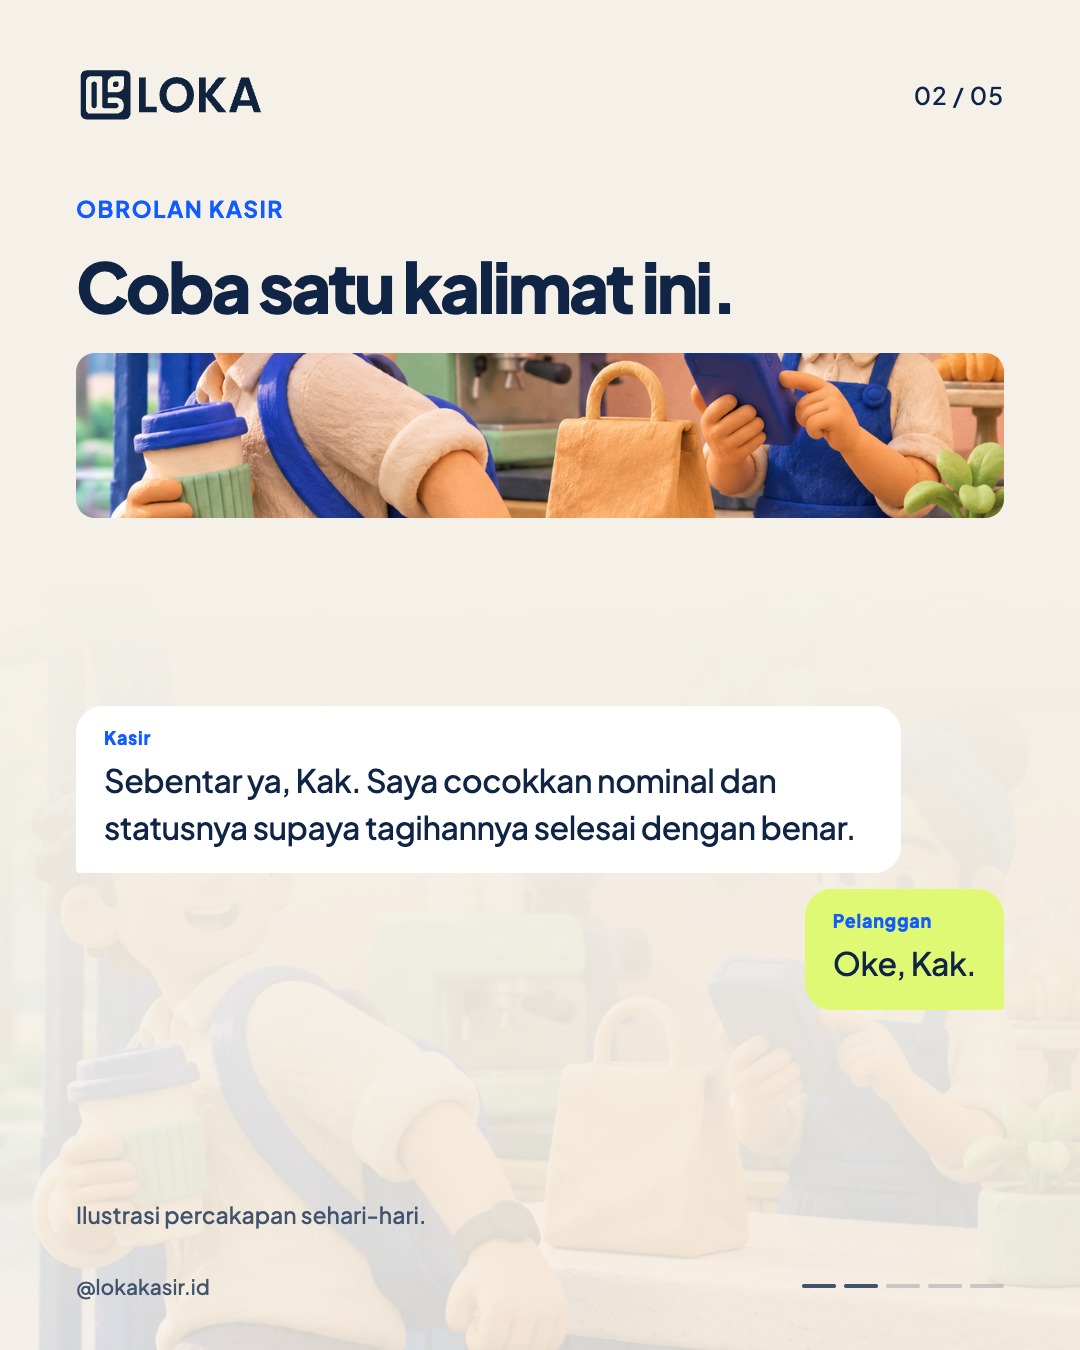 LOKA
02 / 05
OBROLAN KASIR
Coba satu kalimat ini.
Kasir
Sebentar ya, Kak. Saya cocokkan nominal dan
statusnya supaya tagihannya selesai dengan benar.
Pelanggan
Oke, Kak.
Ilustrasi percakapan sehari-hari.
@lokakasir.id